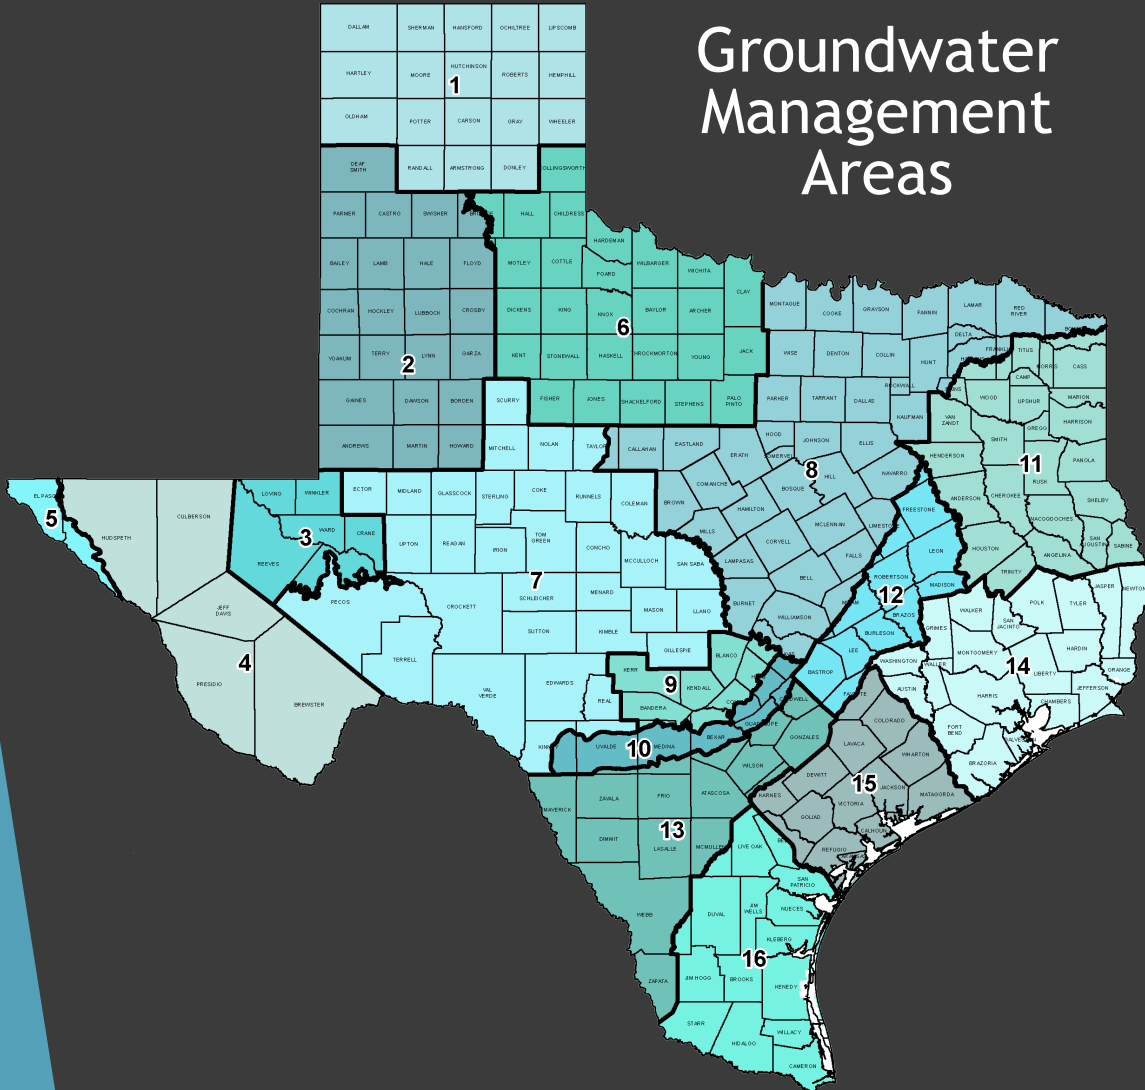 Groundwater
Management
Areas
DALLAM
SHERMAN
HANSFORD
OCHILTREE
LIPSCOMB
HARTLEY
MOORE
HUTCHINSON
ROBERTS
HEMPHILL
1
OLDHAM
POTTER
CARSON
GRAY
WHEELER
DEAF
SMITH
RANDALL
ARMSTRONG
DONLEY
OLLINGSWORTH
PARMER
CASTRO
SWISHER
HALL
CHILDRESS
BAILEY
LAMB
HALE
FLOYD
MOTLEY
COTTLE
HARDEMAN
FOARD
WILBARGER
WICHITA
CLAY
COCHRAN
HOCKLEY
LUBBOCK
CROSBY
DICKENS
KING
KNOX
BAYLOR
ARCHER
6
MONTAGUE
COOKE
GRAYSON
FANNIN
LAMAR
RED
RIVER
DELTA
YOAKUM
TERRY
LYNN
GARZA
2
KENT
STONEWALL
HASKELL
HROCKMORTON
YOUNG
JACK
WISE
DENTON
COLLIN
HUNT
TITUS
CAMP
CASS
GAINES
DAWSON
BORDEN
SCURRY
FISHER
JONES
SHACKELFORD
STEPHENS
PALO
PINTO
PARKER
TARRANT
DALLAS
ROCKWALL
KAUFMAN
VAN
ZANDT
WOOD
UPSHUR
MARION
ANDREWS
MARTIN
HOWARD
MITCHELL
NOLAN
TAYLOR
CALLAHAN
EASTLAND
ERATH
HOOD
JOHNSON
ELLIS
SMITH
GREGG
HARRISON
EL PASO
5
HUDSPETH
CULBERSON
LOVING
WINKLER
ECTOR
MIDLAND
GLASSCOCK
STERLING
COKE
RUNNELS
COLEMAN
BROWN
COMANCHE
BOSQUE
HILL
8
NAVARRO
HENDERSON
11
RUSK
PANOLA
3
WARD
CRANE
UPTON
REAGAN
IRION
TOM
GREEN
CONCHO
MCCULLOCH
SAN SABA
MILLS
HAMILTON
CORYELL
MCLENNAN
FREESTONE
ANDERSON
CHEROKEE
NACOGDOCHES
SHELBY
REEVES
LAMPASAS
FALLS
LEON
HOUSTON
ANGELINA
SAN
AUGUSTIN
SABINE
7
PECOS
CROCKETT
SCHLEICHER
MENARD
MASON
LLANO
BURNET
BELL
ROBERTSON
12
MADISON
TRINITY
JEFF
DAVIS
SUTTON
KIMBLE
GILLESPIE
WILLIAMSON
BRAZOS
BURLESON
GRIMES
WALKER
SAN
JACINTO
POLK
TYLER
JASPER
NEWTON
4
PRESIDIO
BREWSTER
TERRELL
VAL
VERDE
EDWARDS
REAL
KERR
9
BANDERA
KENDALL
BLANCO
BASTROP
LEE
WASHINGTON
WALLER
MONTGOMERY
14
LIBERTY
HARDIN
ORANGE
AUSTIN
HARRIS
CHAMBERS
JEFFERSON
UVALDE
10
MEDINA
BEXAR
GONZALES
COLORADO
FORT
BEND
BRAZORIA
LAVACA
WHARTON
MAVERICK
ZAVALA
FRIO
ATASCOSA
WILSON
KARNES
DEWITT
15
JACKSON
MATAGORDA
DIMMIT
13
LASALLE
MCMULLEN
GOLIAD
VICTORIA
CALHOUN
REFUGIO
LIVE OAK
WEBB
DUVAL
JIM
WELLS
SAN
PATRICIO
NUECES
KLEBERG
16
ZAPATA
JIM HOGG
BROOKS
KENEDY
STARR
HIDALGO
WILLACY
CAMERON